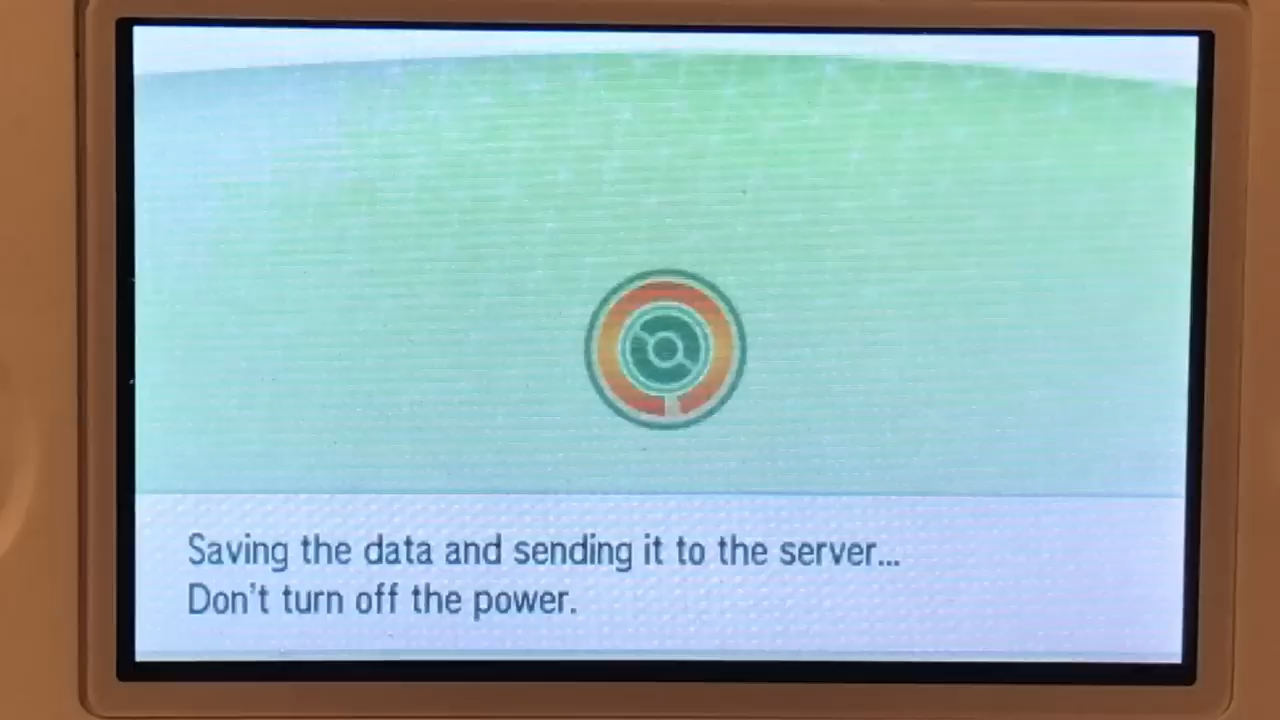 Saving the data and sending it to the server...
Don't turn off the power.